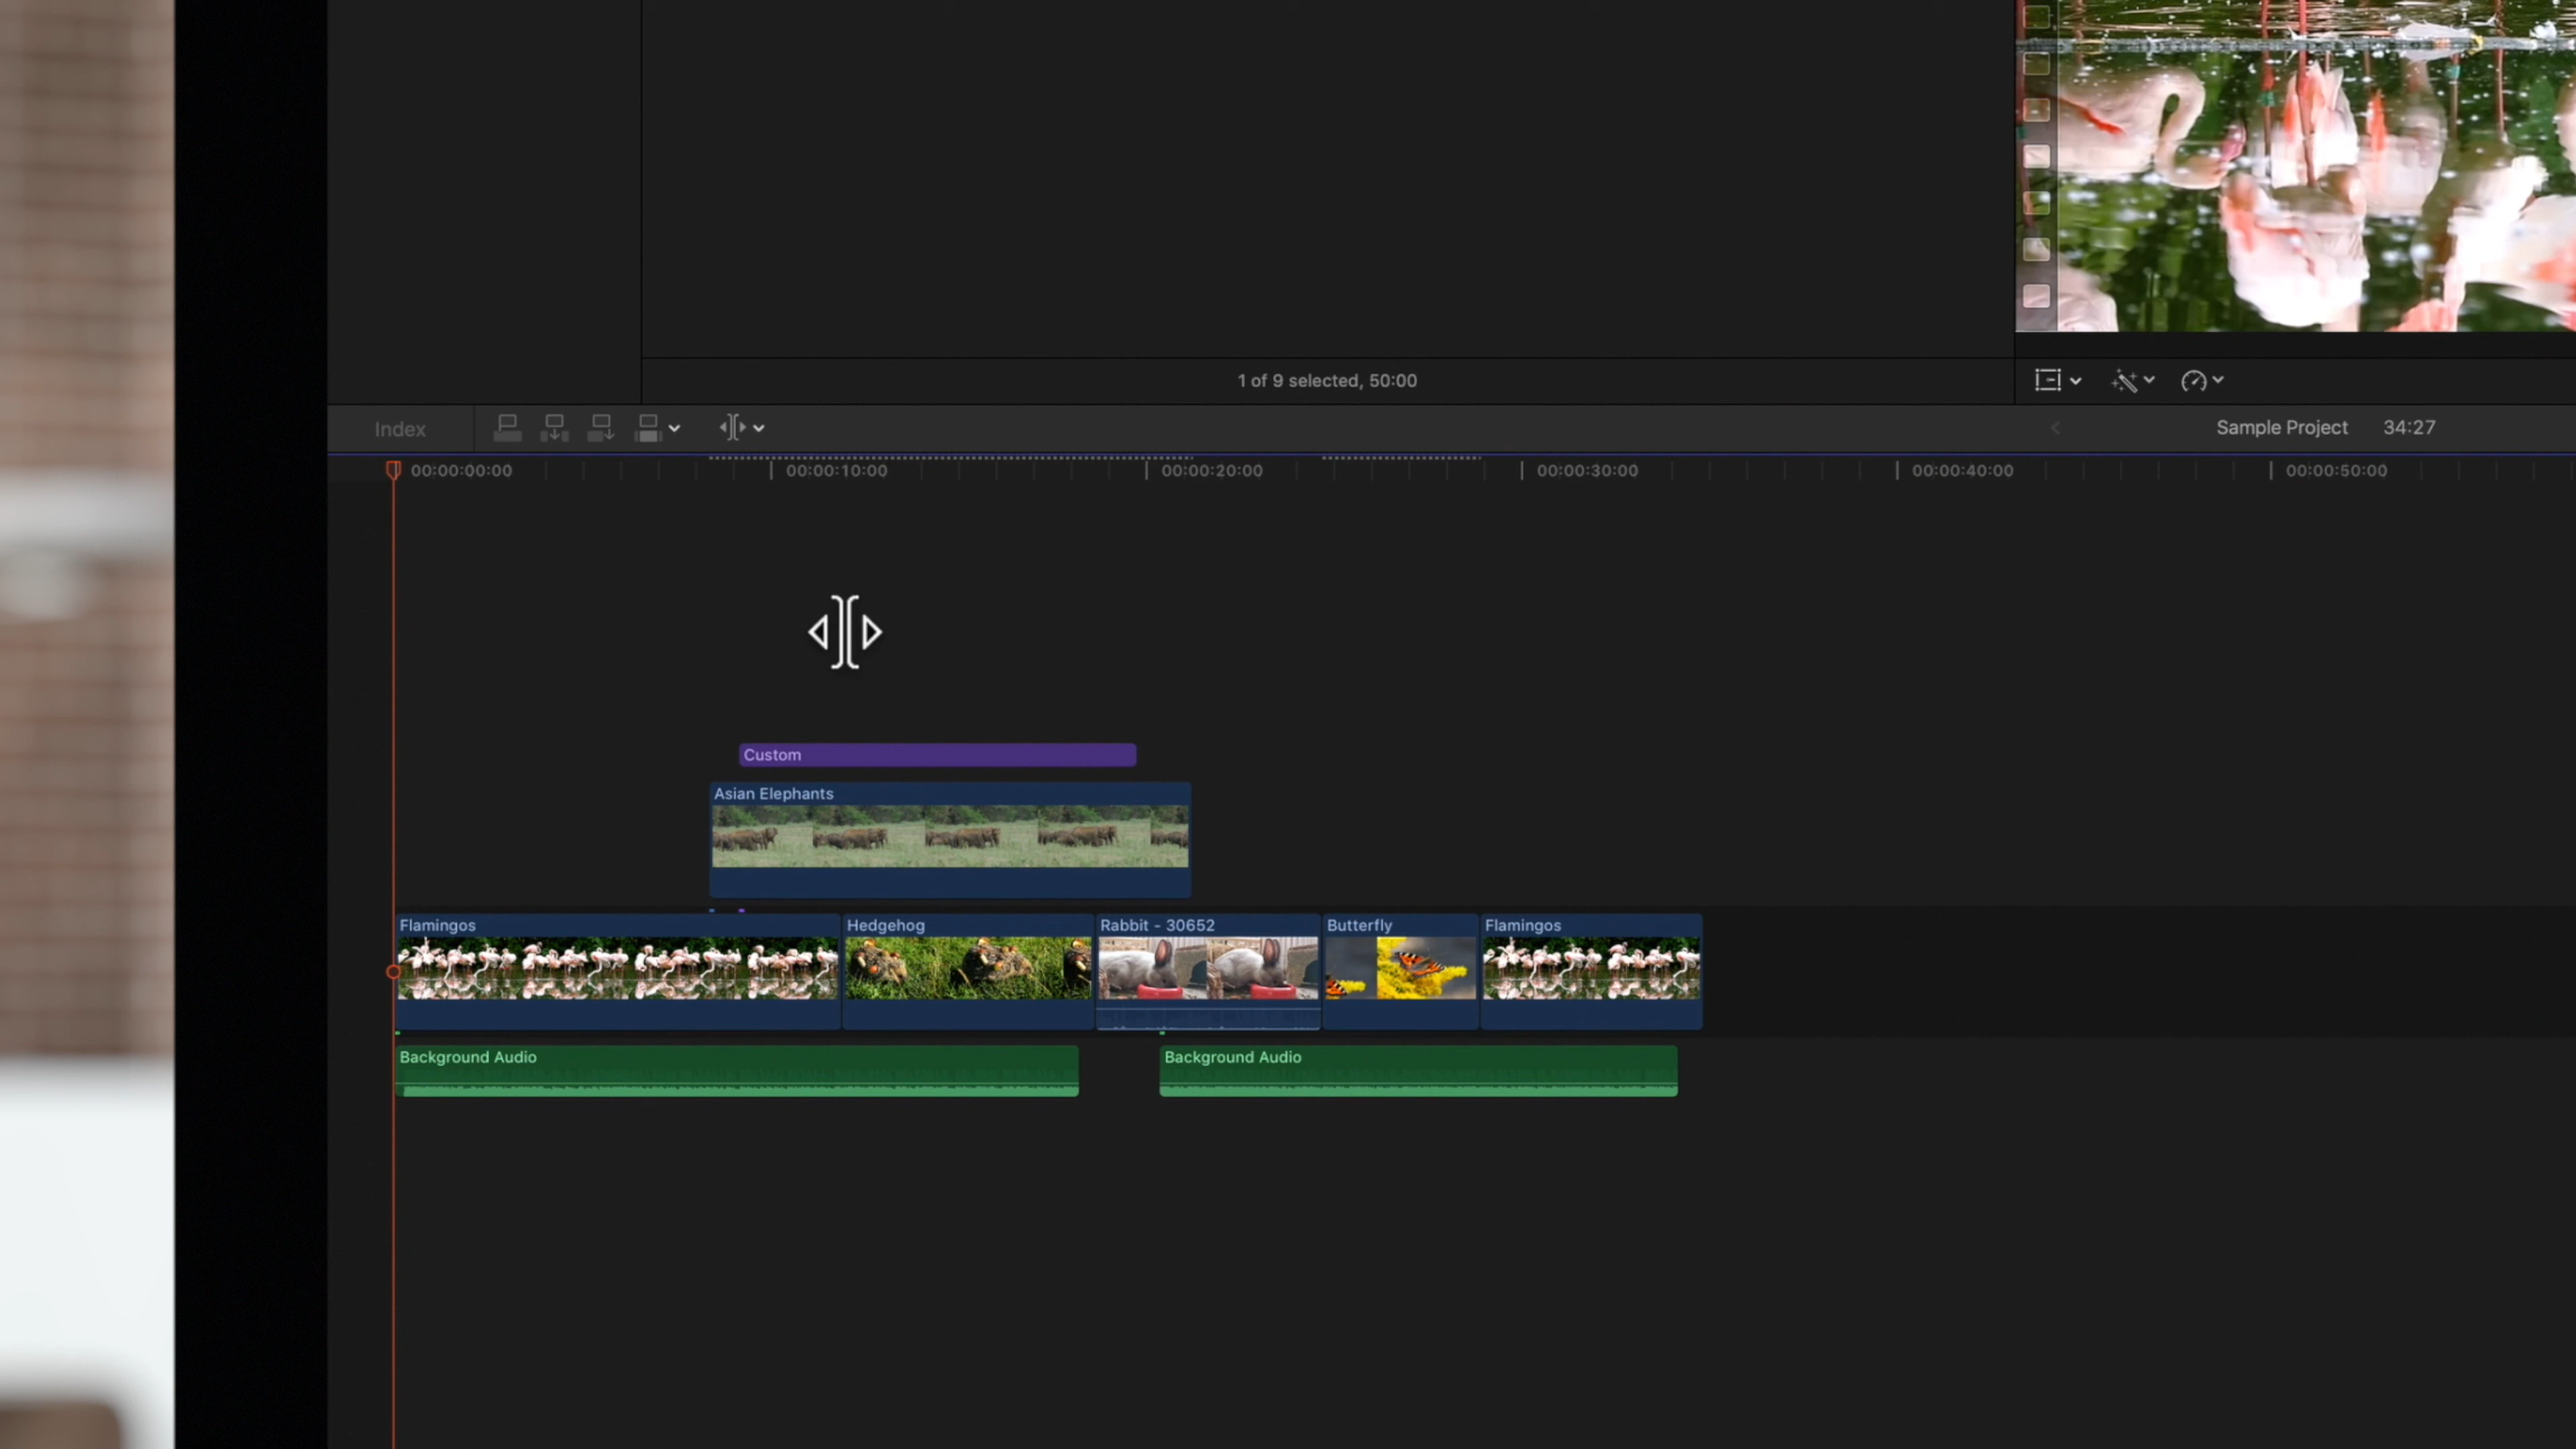 1 of 9 selected, 50:00
Index
Sample Project 34:27
00:00:00:00 00:00:10:00 00:00:20:00 00:00:30:00 00:00:40:00 00:00:50:00
Custom
Asian Elephants
Flamingos Hedgehog Rabbit - 30652 Butterfly Flamingos
Background Audio Background Audio